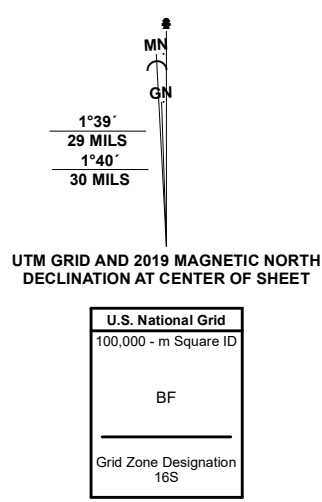 MN
GN
1°39´
29 MILS
1°40´
30 MILS
UTM GRID AND 2019 MAGNETIC NORTH
DECLINATION AT CENTER OF SHEET
U.S. National Grid
100,000 - m Square ID
BF
Grid Zone Designation
16S